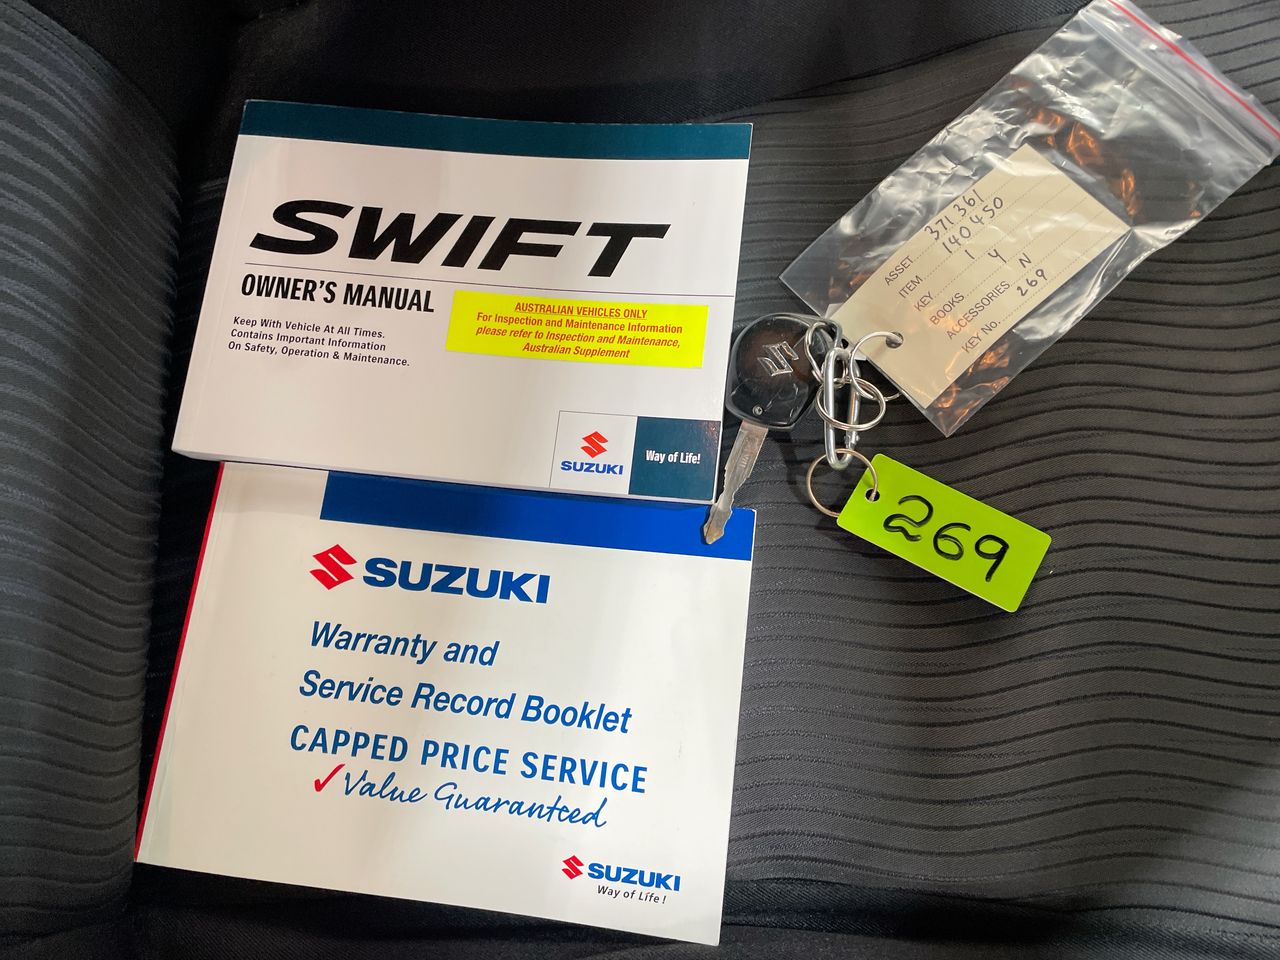 SWIFT
OWNER'S MANUAL
Keep With Vehicle At All Times.
Contains Important Information
On Safety, Operation & Maintenance.
AUSTRALIAN VEHICLES ONLY
For Inspection and Maintenance Information
please refer to Inspection and Maintenance,
Australian Supplement
SUZUKI
Way of Life!
SUZUKI
Warranty and
Service Record Booklet
CAPPED PRICE SERVICE
Value Guaranteed
SUZUKI
Way of Life!
ASSET 371361
ITEM 140450
KEY 1
BOOKS Y
ACCESSORIES N
KEY No. 269
269